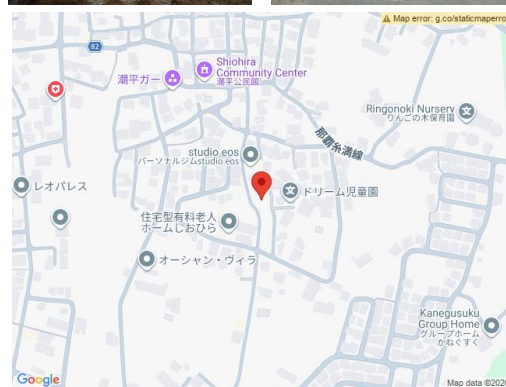 Map error: g.co/staticmaperro
82
Shiohira
Community Center
潮平公民館
潮平ガー
Ringonoki Nursery
りんごの木保育園
那覇糸満線
studio eos
パーソナルジムstudio eos
レオパレス
ドリーム児童園
住宅型有料老人
ホームしおひら
オーシャン・ヴィラ
Kanegusuku
Group Home
グループホーム
かねぐすく
Google
Map data ©202